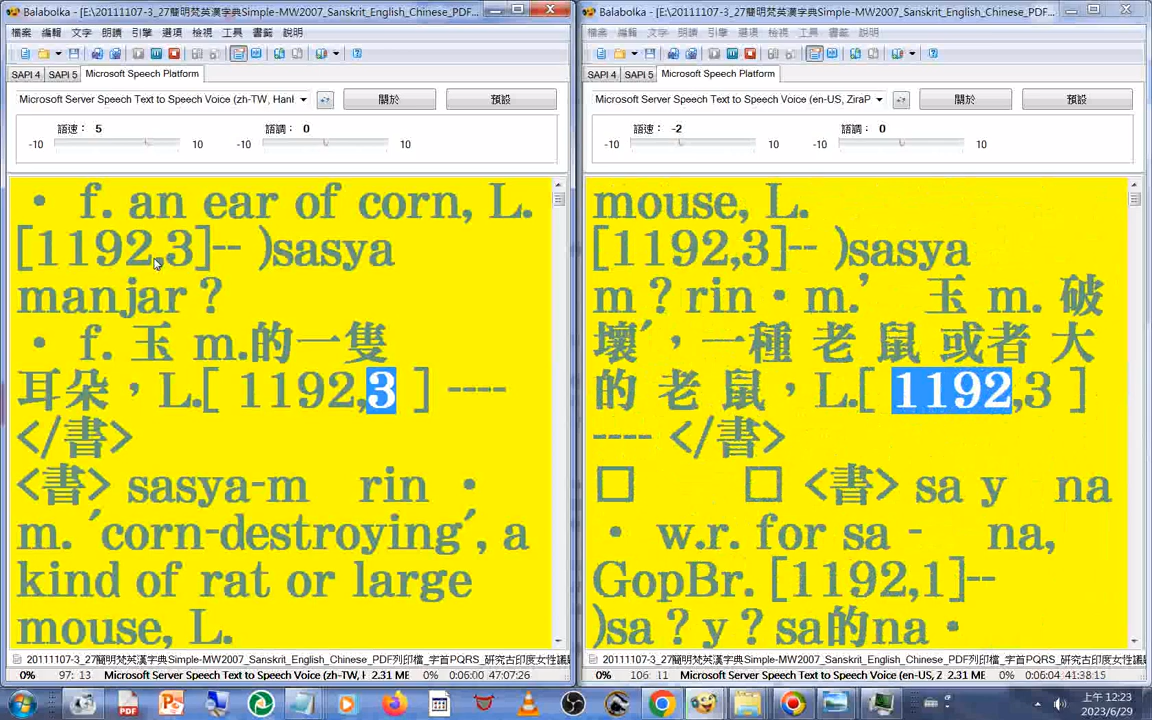 Balabolka - [E:\20111107-3_27簡明梵英漢字典Simple-MW2007_Sanskrit_English_Chinese_PDF...
檔案 編輯 文字 朗讀 引擎 選項 檢視 工具 書籤 說明
SAPI 4 SAPI 5 Microsoft Speech Platform
Microsoft Server Speech Text to Speech Voice (zh-TW, Hanl
關於 預設
語速: 5 語調: 0
-10 10 -10 10
• f. an ear of corn, L.
[1192,3]-- )sasya
manjar？
• f. 玉 m.的一隻
耳朵，L.[ 1192,3 ] ----
</書>
<書> sasya-m rin •
m. ′corn-destroying′, a
kind of rat or large
mouse, L.
20111107-3_27簡明梵英漢字典Simple-MW2007_Sanskrit_English_Chinese_PDF列印檔_字首PQRS_研究古印度女性議
0% 97: 13 Microsoft Server Speech Text to Speech Voice (zh-TW, H 2.31 MB 0% 0:06:00 47:07:26
Balabolka - [E:\20111107-3_27簡明梵英漢字典Simple-MW2007_Sanskrit_English_Chinese_PDF...
檔案 編輯 文字 朗讀 引擎 選項 檢視 工具 書籤 說明
SAPI 4 SAPI 5 Microsoft Speech Platform
Microsoft Server Speech Text to Speech Voice (en-US, ZiraP
關於 預設
語速: -2 語調: 0
-10 10 -10 10
mouse, L.
[1192,3]-- )sasya
m？rin • m.′ 玉 m. 破
壞′，一種 老 鼠 或者 大
的 老 鼠，L.[ 1192,3 ]
---- </書>
□ □ <書> sa y na
• w.r. for sa - na,
GopBr. [1192,1]--
)sa？y？sa的na •
20111107-3_27簡明梵英漢字典Simple-MW2007_Sanskrit_English_Chinese_PDF列印檔_字首PQRS_研究古印度女性議
0% 106: 11 Microsoft Server Speech Text to Speech Voice (en-US, Z 2.31 MB 0% 0:06:04 41:38:15
上午 12:23
2023/6/29